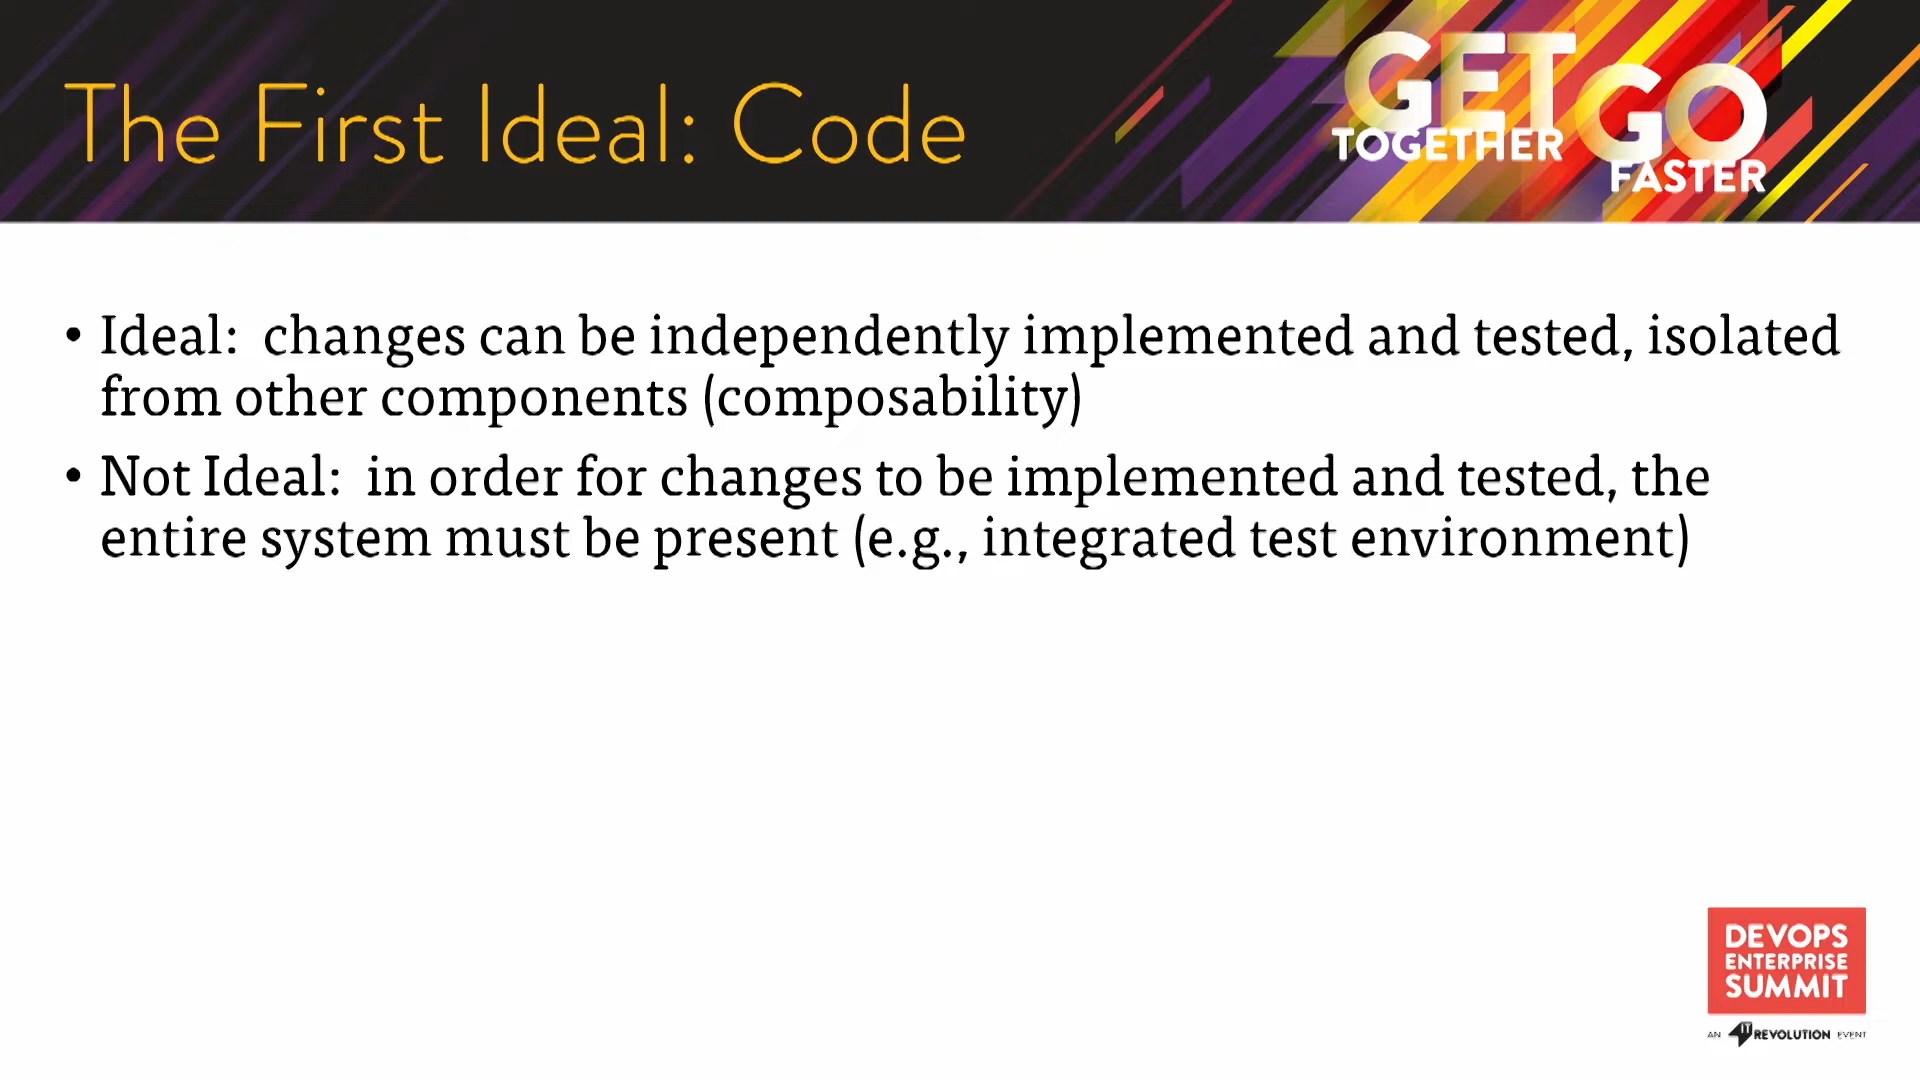 The First Ideal: Code
GET
TOGETHER
GO
FASTER
• Ideal:  changes can be independently implemented and tested, isolated
from other components (composability)
• Not Ideal:  in order for changes to be implemented and tested, the
entire system must be present (e.g., integrated test environment)
DEVOPS
ENTERPRISE
SUMMIT
AN IT REVOLUTION EVENT